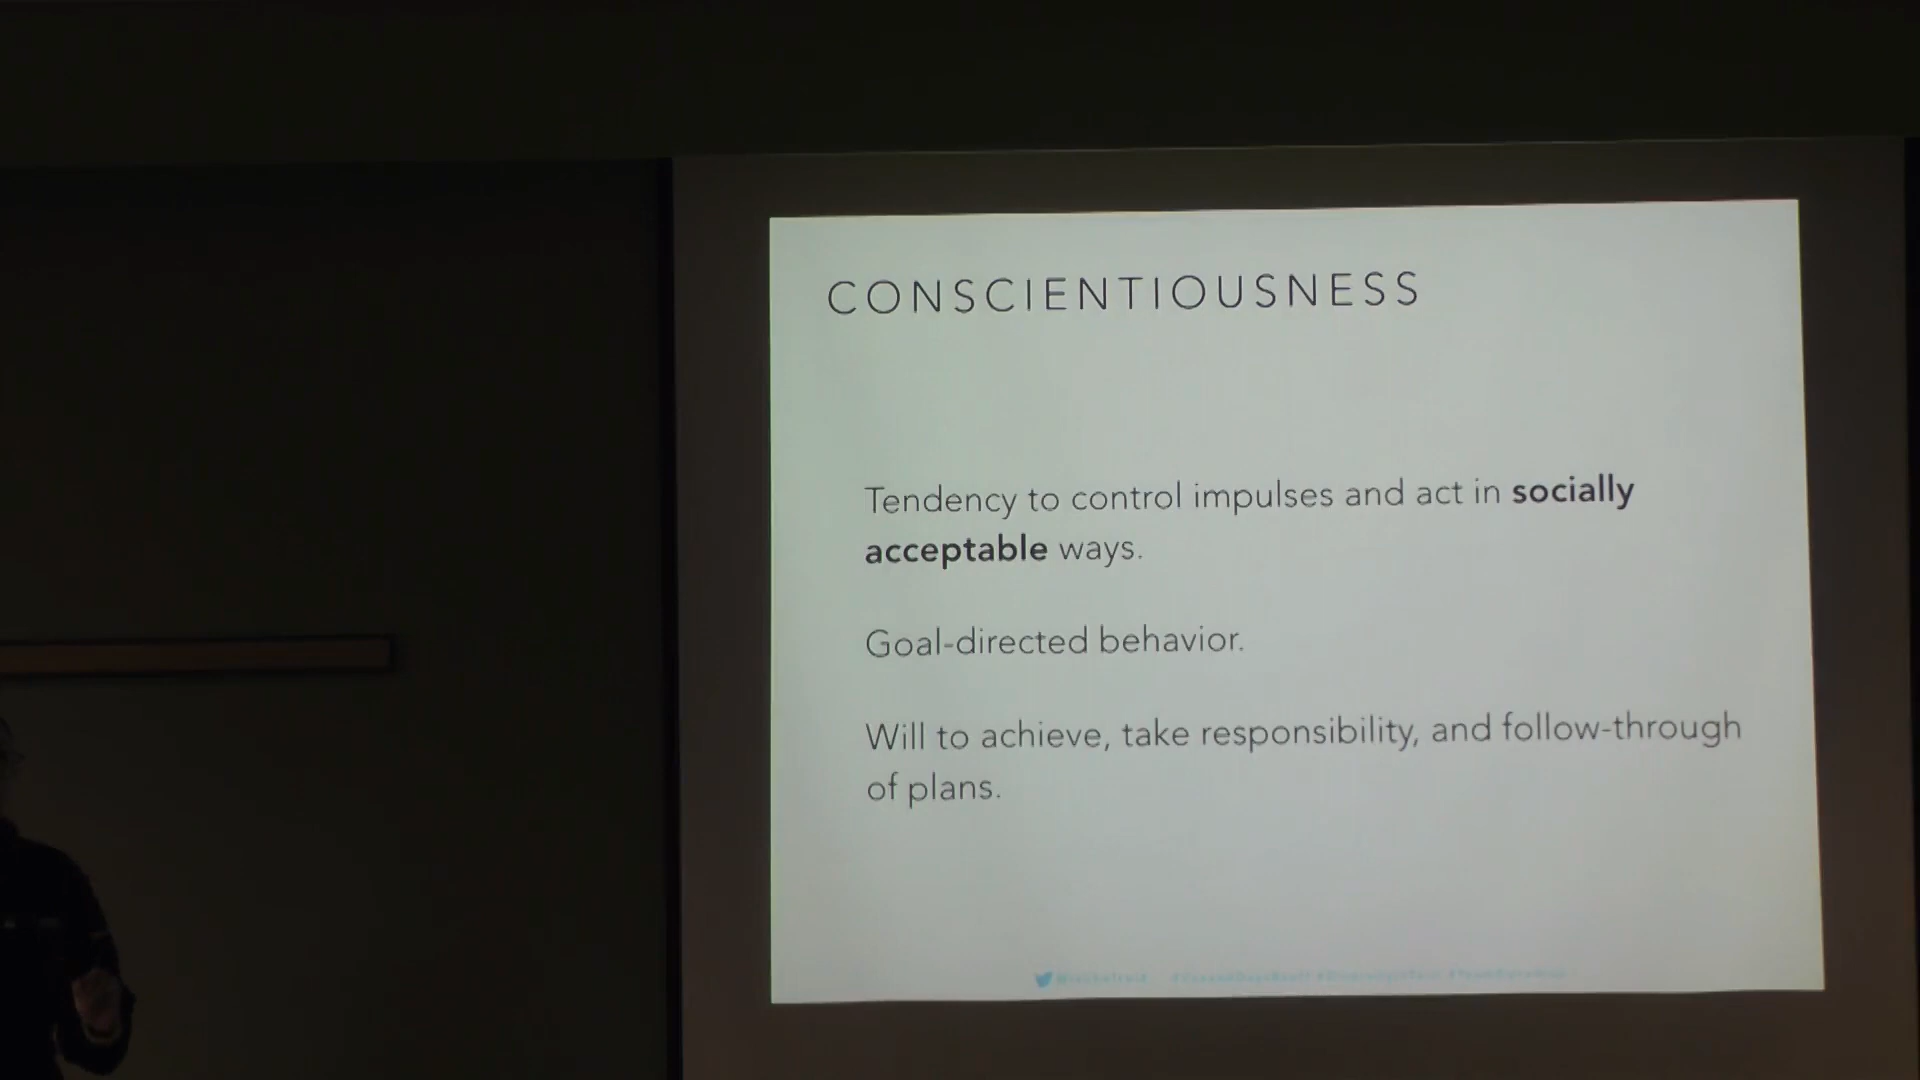 CONSCIENTIOUSNESS
Tendency to control impulses and act in socially
acceptable ways.
Goal-directed behavior.
Will to achieve, take responsibility, and follow-through
of plans.